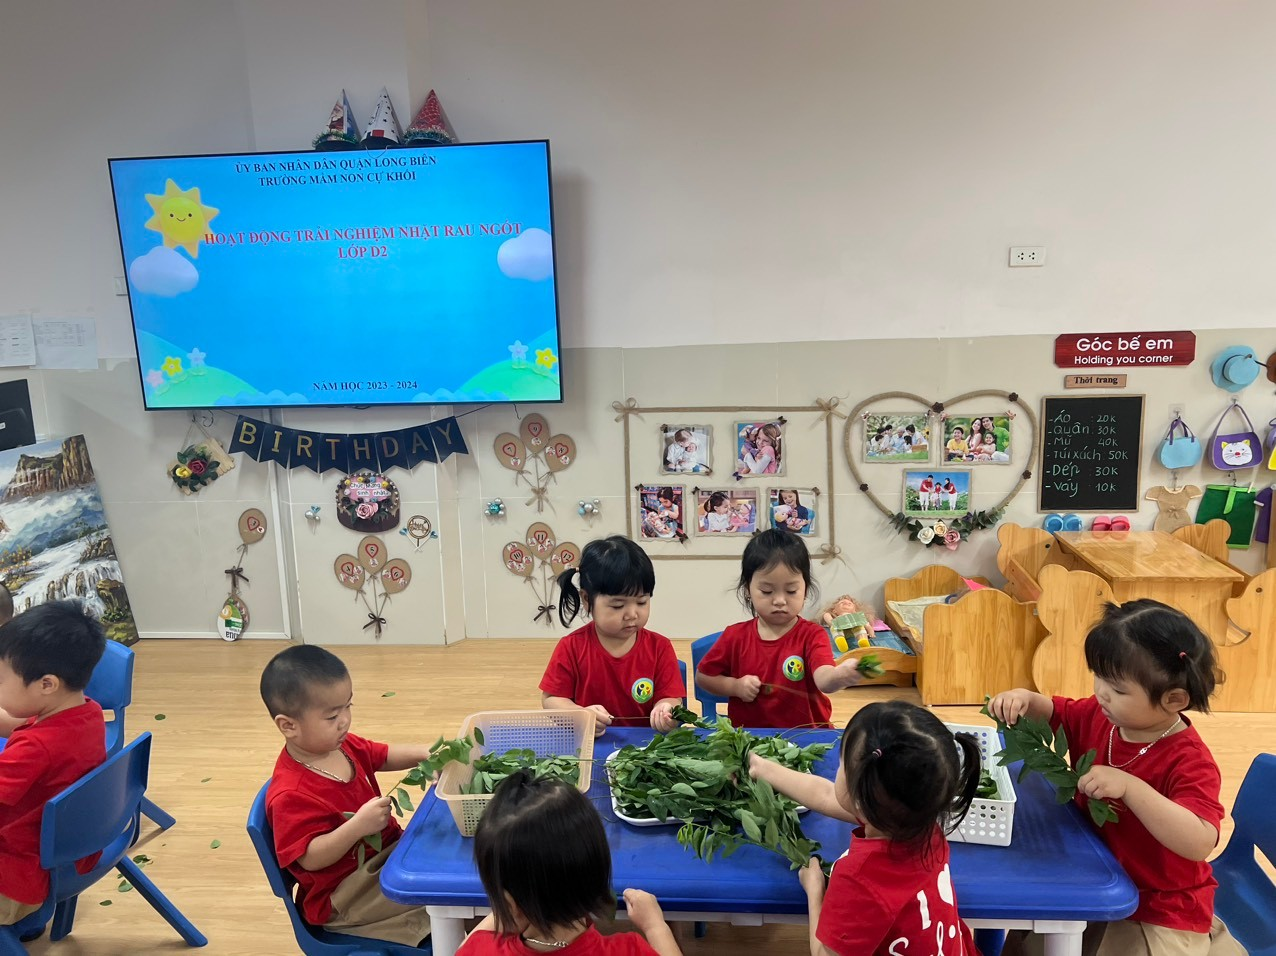 ỦY BAN NHÂN DÂN QUẬN LONG BIÊN
TRƯỜNG MẦM NON CỰ KHỐI
HOẠT ĐỘNG TRẢI NGHIỆM NHẶT RAU NGÓT
LỚP D2
NĂM HỌC 2023 - 2024
BIRTHDAY
Góc bế em
Holding you corner
Thời trang
-ÁO 20K
-QUẦN 30K
-MŨ 40K
-TÚI XÁCH 50K
-DÉP 30K
-VÁY 10K
I